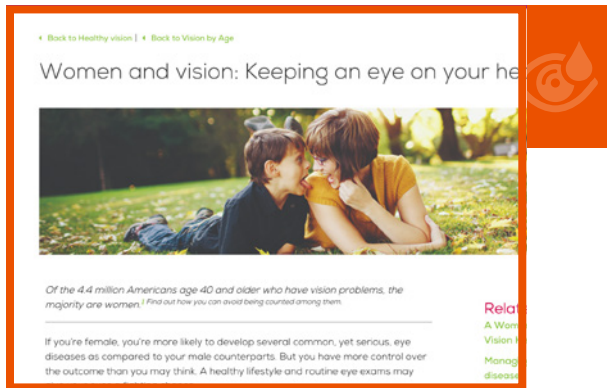 Back to Healthy vision | Back to Vision by Age
Women and vision: Keeping an eye on your he
Of the 4.4 million Americans age 40 and older who have vision problems, the
majority are women.1 Find out how you can avoid being counted among them.
If you're female, you're more likely to develop several common, yet serious, eye
diseases as compared to your male counterparts. But you have more control over
the outcome than you may think. A healthy lifestyle and routine eye exams may
Relat
A Wom
Vision H
Manag
disease